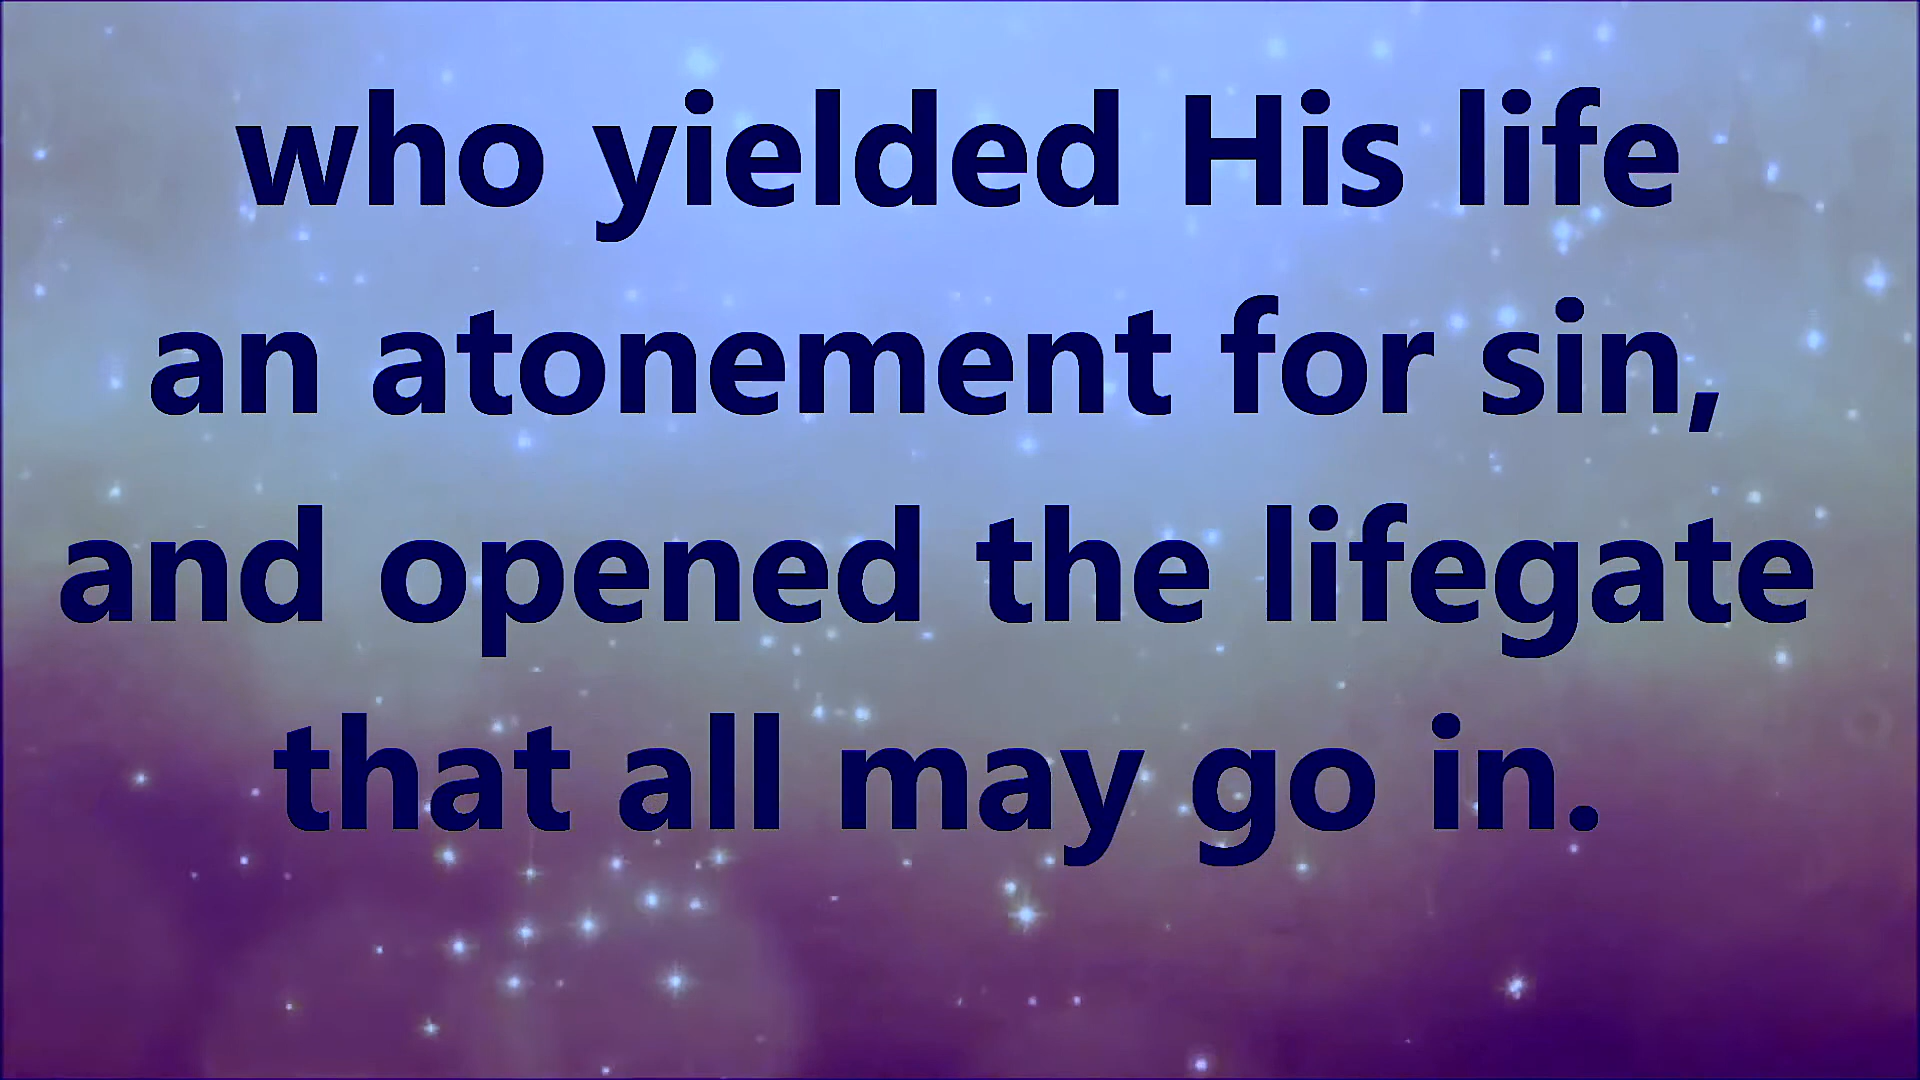 who yielded His life
an atonement for sin,
and opened the lifegate
that all may go in.